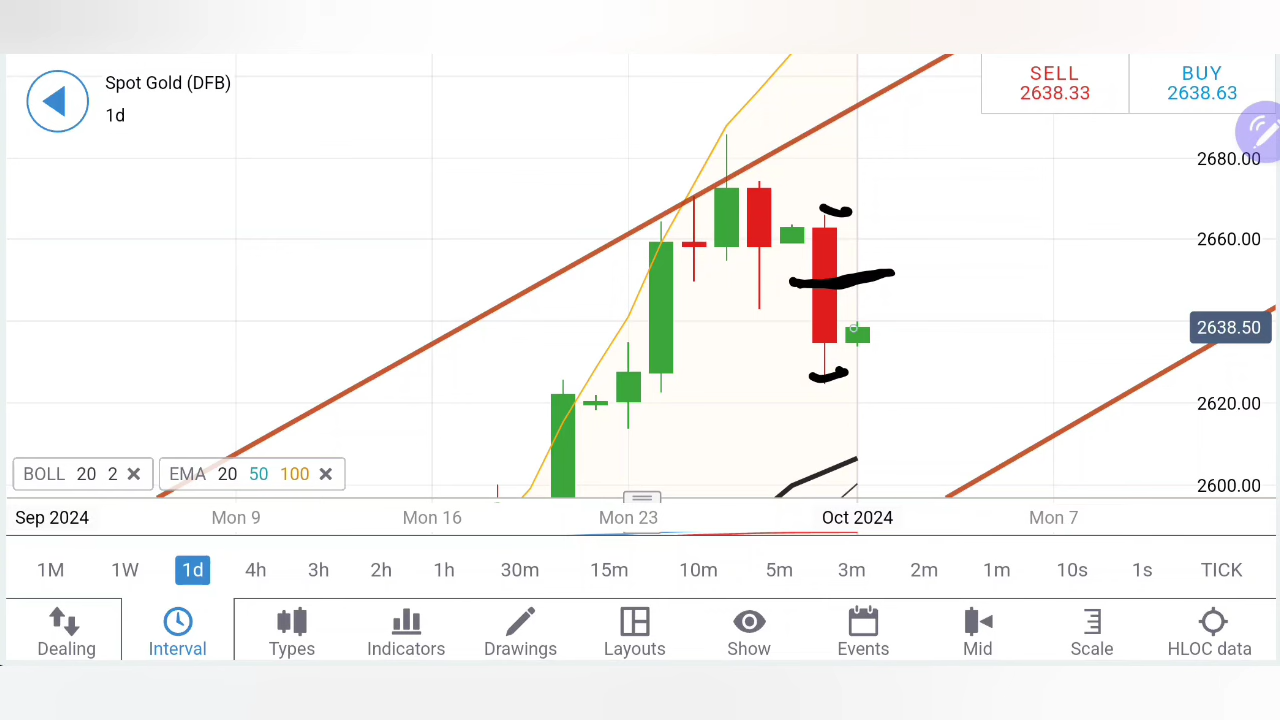 Spot Gold (DFB)
1d
SELL
2638.33
BUY
2638.63
2680.00
2660.00
2638.50
2620.00
2600.00
BOLL 20 2
EMA 20 50 100
Sep 2024 Mon 9 Mon 16 Mon 23 Oct 2024 Mon 7
1M 1W 1d 4h 3h 2h 1h 30m 15m 10m 5m 3m 2m 1m 10s 1s TICK
Dealing Interval Types Indicators Drawings Layouts Show Events Mid Scale HLOC data